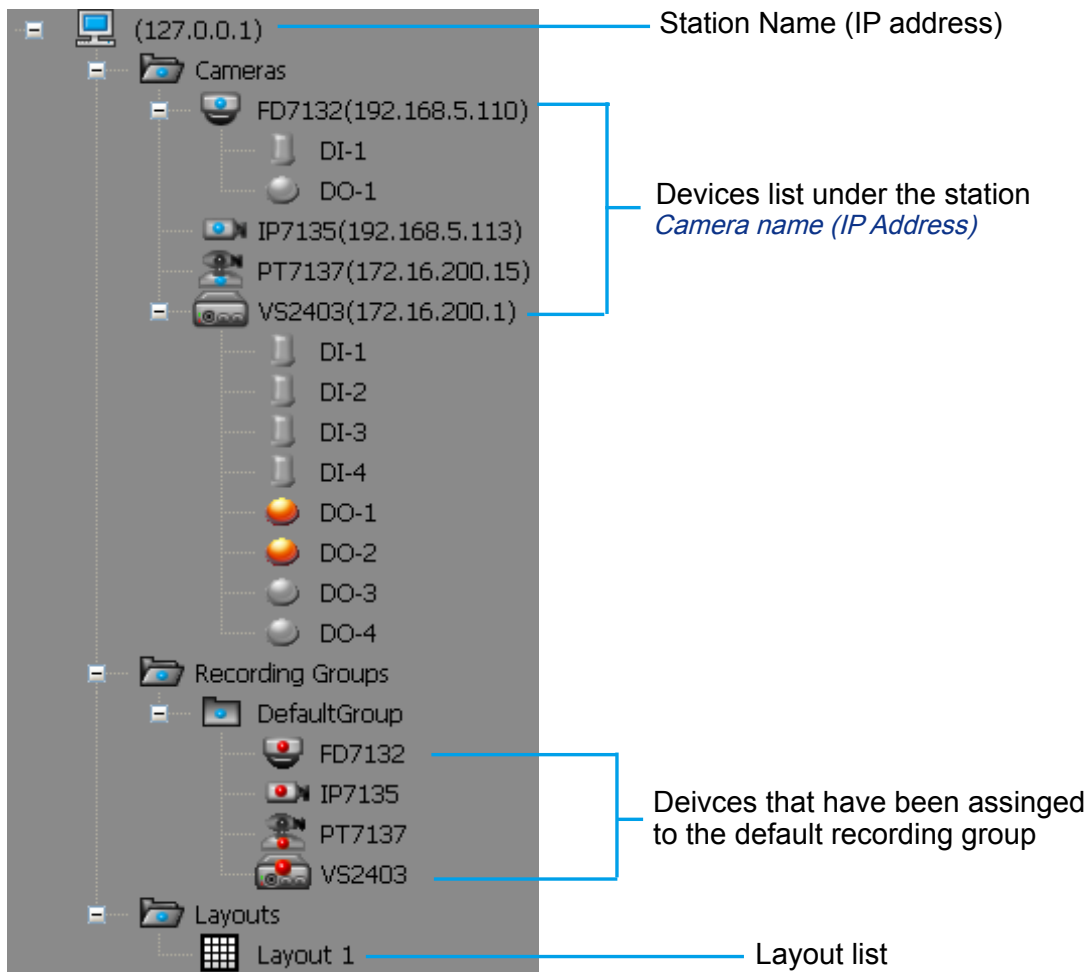 (127.0.0.1)
Station Name (IP address)
Cameras
FD7132(192.168.5.110)
DI-1
DO-1
IP7135(192.168.5.113)
PT7137(172.16.200.15)
VS2403(172.16.200.1)
Devices list under the station
Camera name (IP Address)
DI-1
DI-2
DI-3
DI-4
DO-1
DO-2
DO-3
DO-4
Recording Groups
DefaultGroup
FD7132
IP7135
PT7137
VS2403
Deivces that have been assinged
to the default recording group
Layouts
Layout 1
Layout list